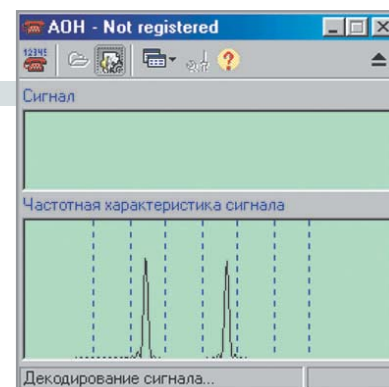 АОН - Not registered
12345
Сигнал
Частотная характеристика сигнала
Декодирование сигнала...